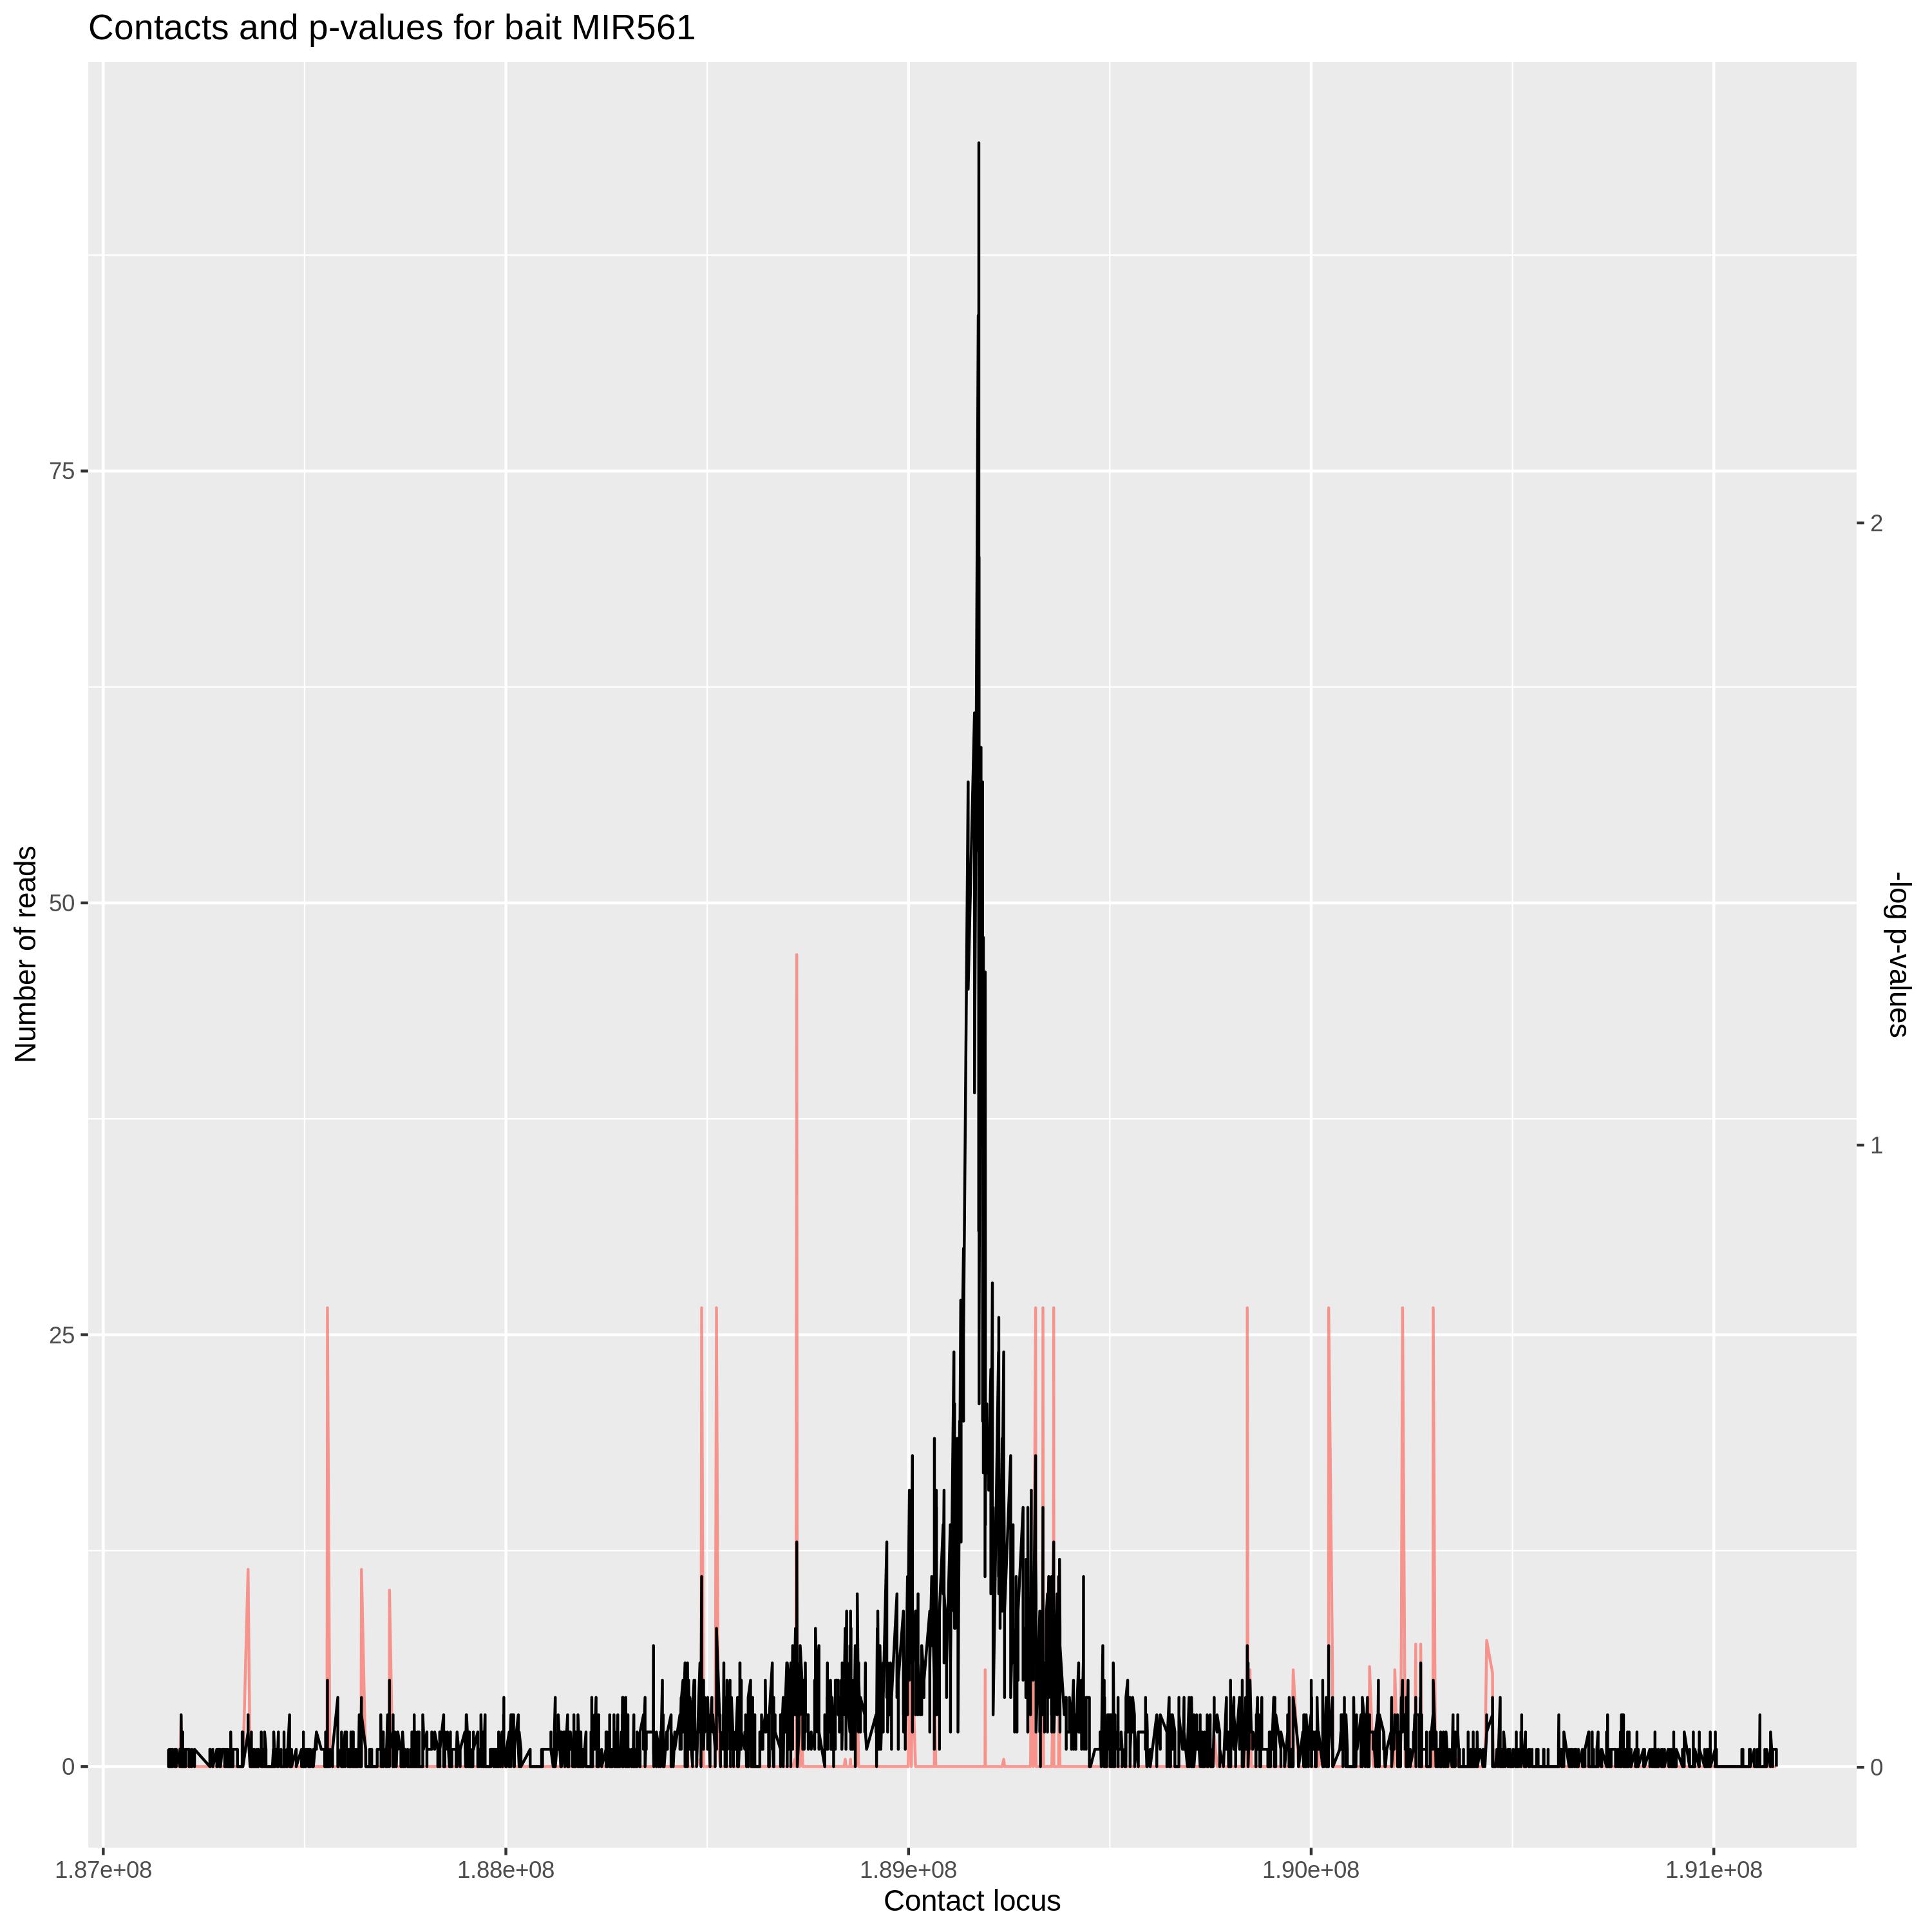 Contacts and p-values for bait MIR561
75
50
25
0
2
1
0
Number of reads
-log p-values
1.87e+08 1.88e+08 1.89e+08 1.90e+08 1.91e+08
Contact locus